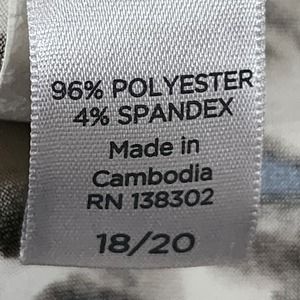 96% POLYESTER
4% SPANDEX
Made in
Cambodia
RN 138302
18/20